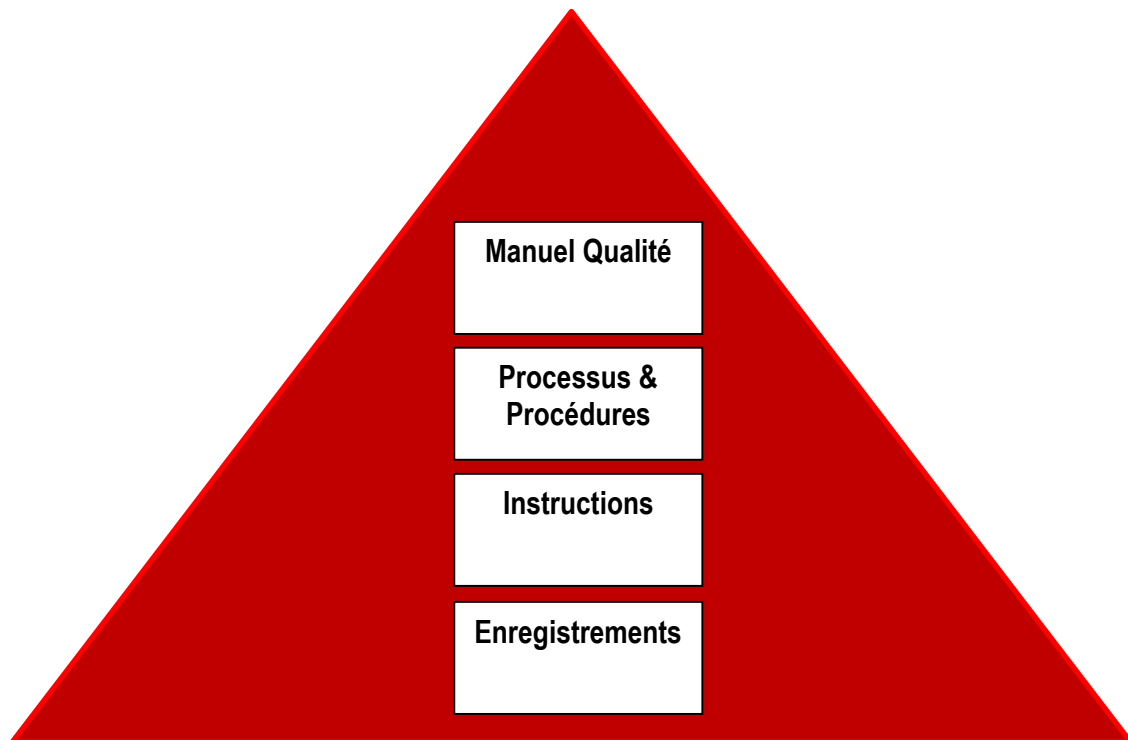 Manuel Qualité
Processus &
Procédures
Instructions
Enregistrements